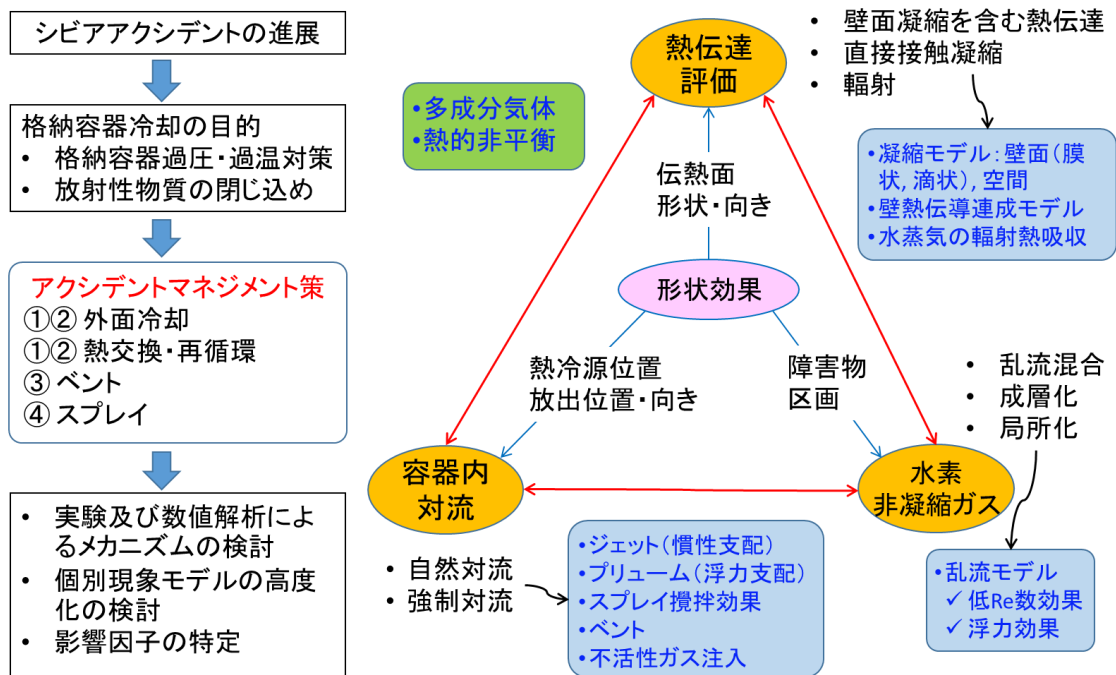 シビアアクシデントの進展
格納容器冷却の目的
• 格納容器過圧・過温対策
• 放射性物質の閉じ込め
アクシデントマネジメント策
①② 外面冷却
①② 熱交換・再循環
③ ベント
④ スプレイ
• 実験及び数値解析によ
るメカニズムの検討
• 個別現象モデルの高度
化の検討
• 影響因子の特定
•多成分気体
•熱的非平衡
熱伝達
評価
• 壁面凝縮を含む熱伝達
• 直接接触凝縮
• 輻射
•凝縮モデル：壁面（膜
状, 滴状）, 空間
•壁熱伝導連成モデル
•水蒸気の輻射熱吸収
伝熱面
形状・向き
形状効果
熱冷源位置
放出位置・向き
障害物
区画
• 乱流混合
• 成層化
• 局所化
容器内
対流
水素
非凝縮ガス
• 自然対流
• 強制対流
•ジェット（慣性支配）
•プリューム（浮力支配）
•スプレイ攪拌効果
•ベント
•不活性ガス注入
•乱流モデル
✓ 低Re数効果
✓ 浮力効果